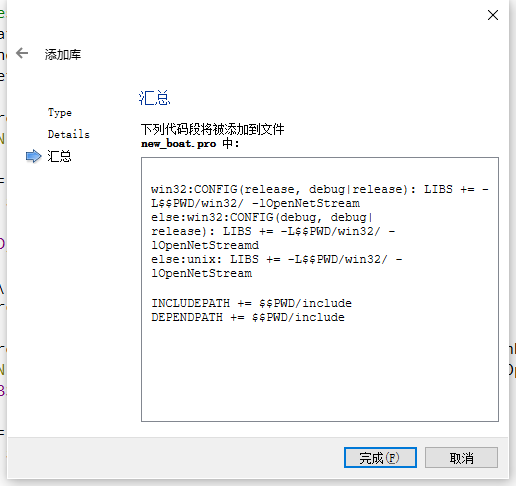 添加库
Type
Details
汇总
汇总
下列代码段将被添加到文件
new_boat.pro 中：
win32:CONFIG(release, debug|release): LIBS += -
L$$PWD/win32/ -lOpenNetStream
else:win32:CONFIG(debug, debug|
release): LIBS += -L$$PWD/win32/ -
lOpenNetStreamd
else:unix: LIBS += -L$$PWD/win32/ -
lOpenNetStream
INCLUDEPATH += $$PWD/include
DEPENDPATH += $$PWD/include
完成(F)
取消